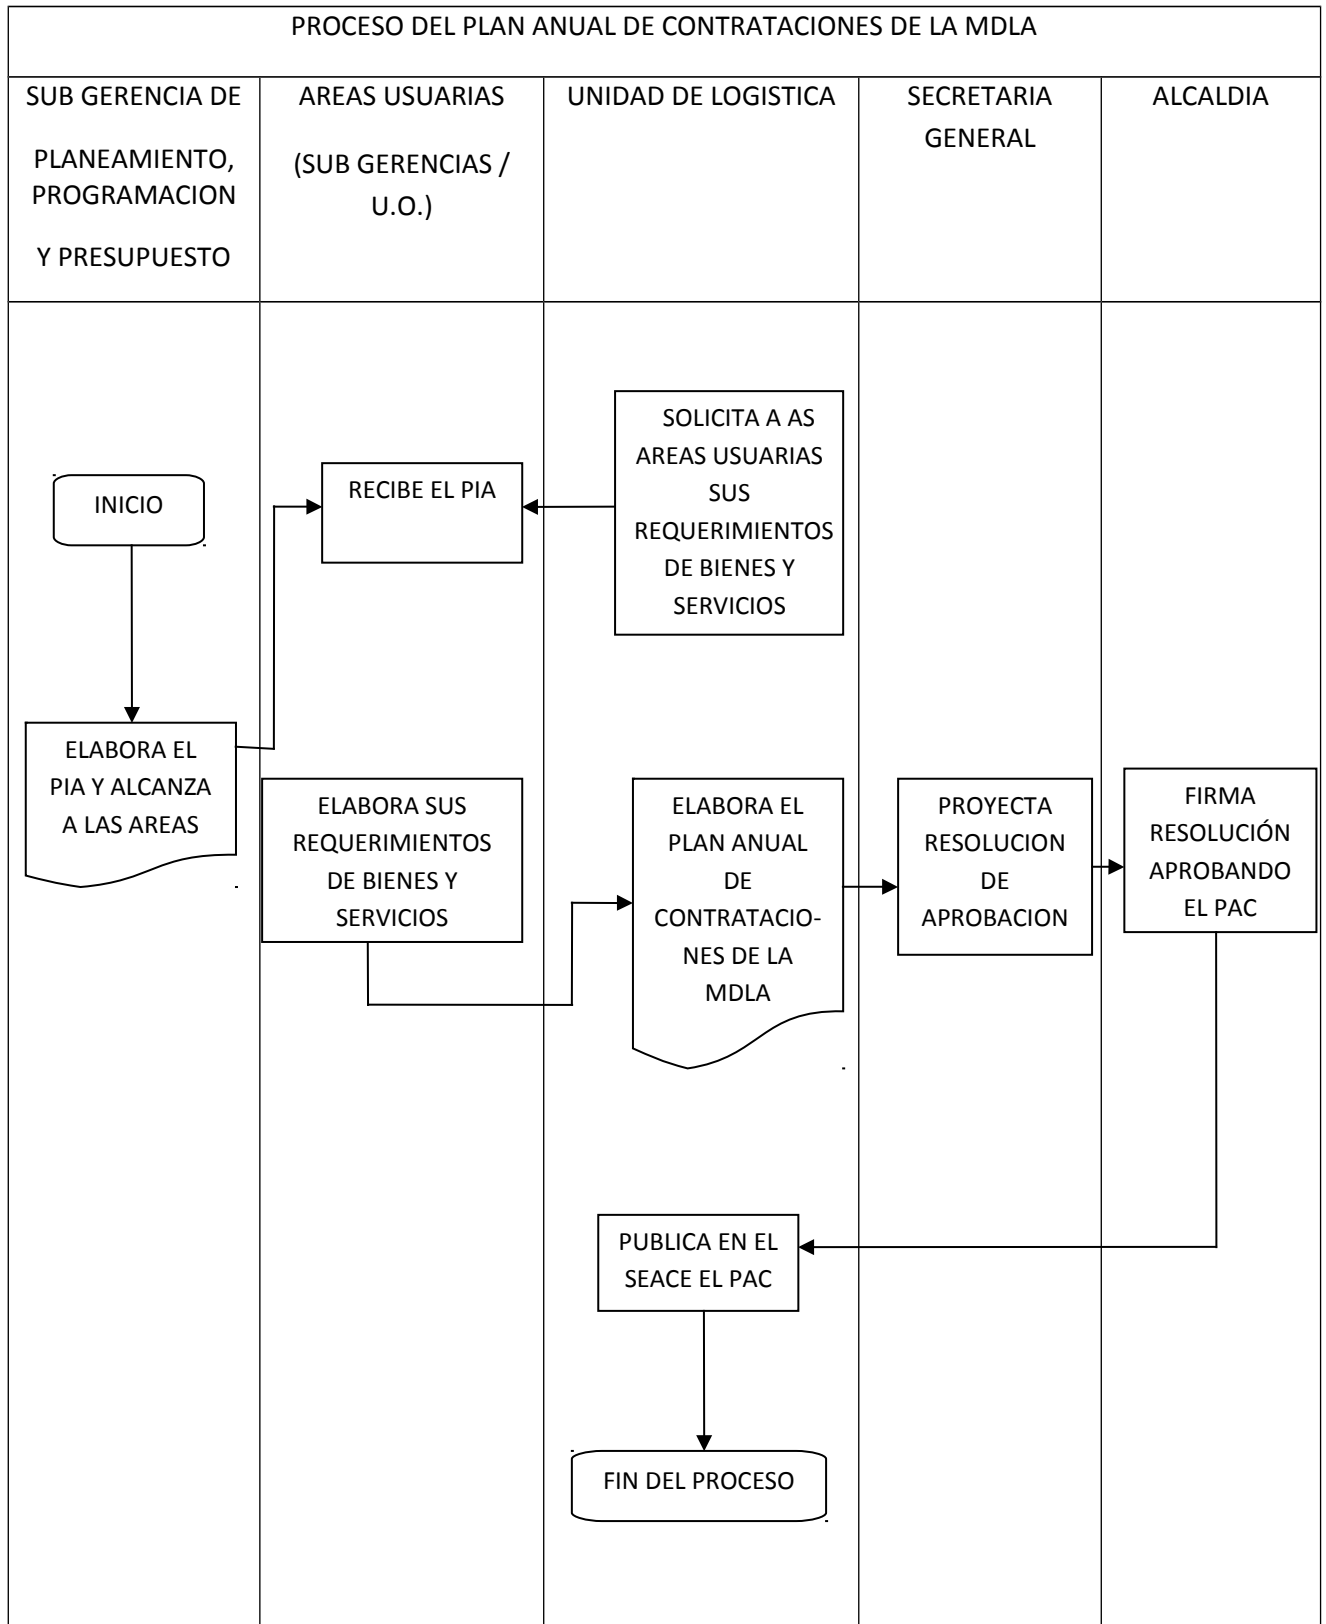 PROCESO DEL PLAN ANUAL DE CONTRATACIONES DE LA MDLA
SUB GERENCIA DE
PLANEAMIENTO,
PROGRAMACION
Y PRESUPUESTO
AREAS USUARIAS
(SUB GERENCIAS /
U.O.)
UNIDAD DE LOGISTICA
SECRETARIA
GENERAL
ALCALDIA
SOLICITA A AS
AREAS USUARIAS
SUS
REQUERIMIENTOS
DE BIENES Y
SERVICIOS
RECIBE EL PIA
INICIO
ELABORA EL
PIA Y ALCANZA
A LAS AREAS
ELABORA SUS
REQUERIMIENTOS
DE BIENES Y
SERVICIOS
ELABORA EL
PLAN ANUAL
DE
CONTRATACIO-
NES DE LA
MDLA
PROYECTA
RESOLUCION
DE
APROBACION
FIRMA
RESOLUCIÓN
APROBANDO
EL PAC
PUBLICA EN EL
SEACE EL PAC
FIN DEL PROCESO